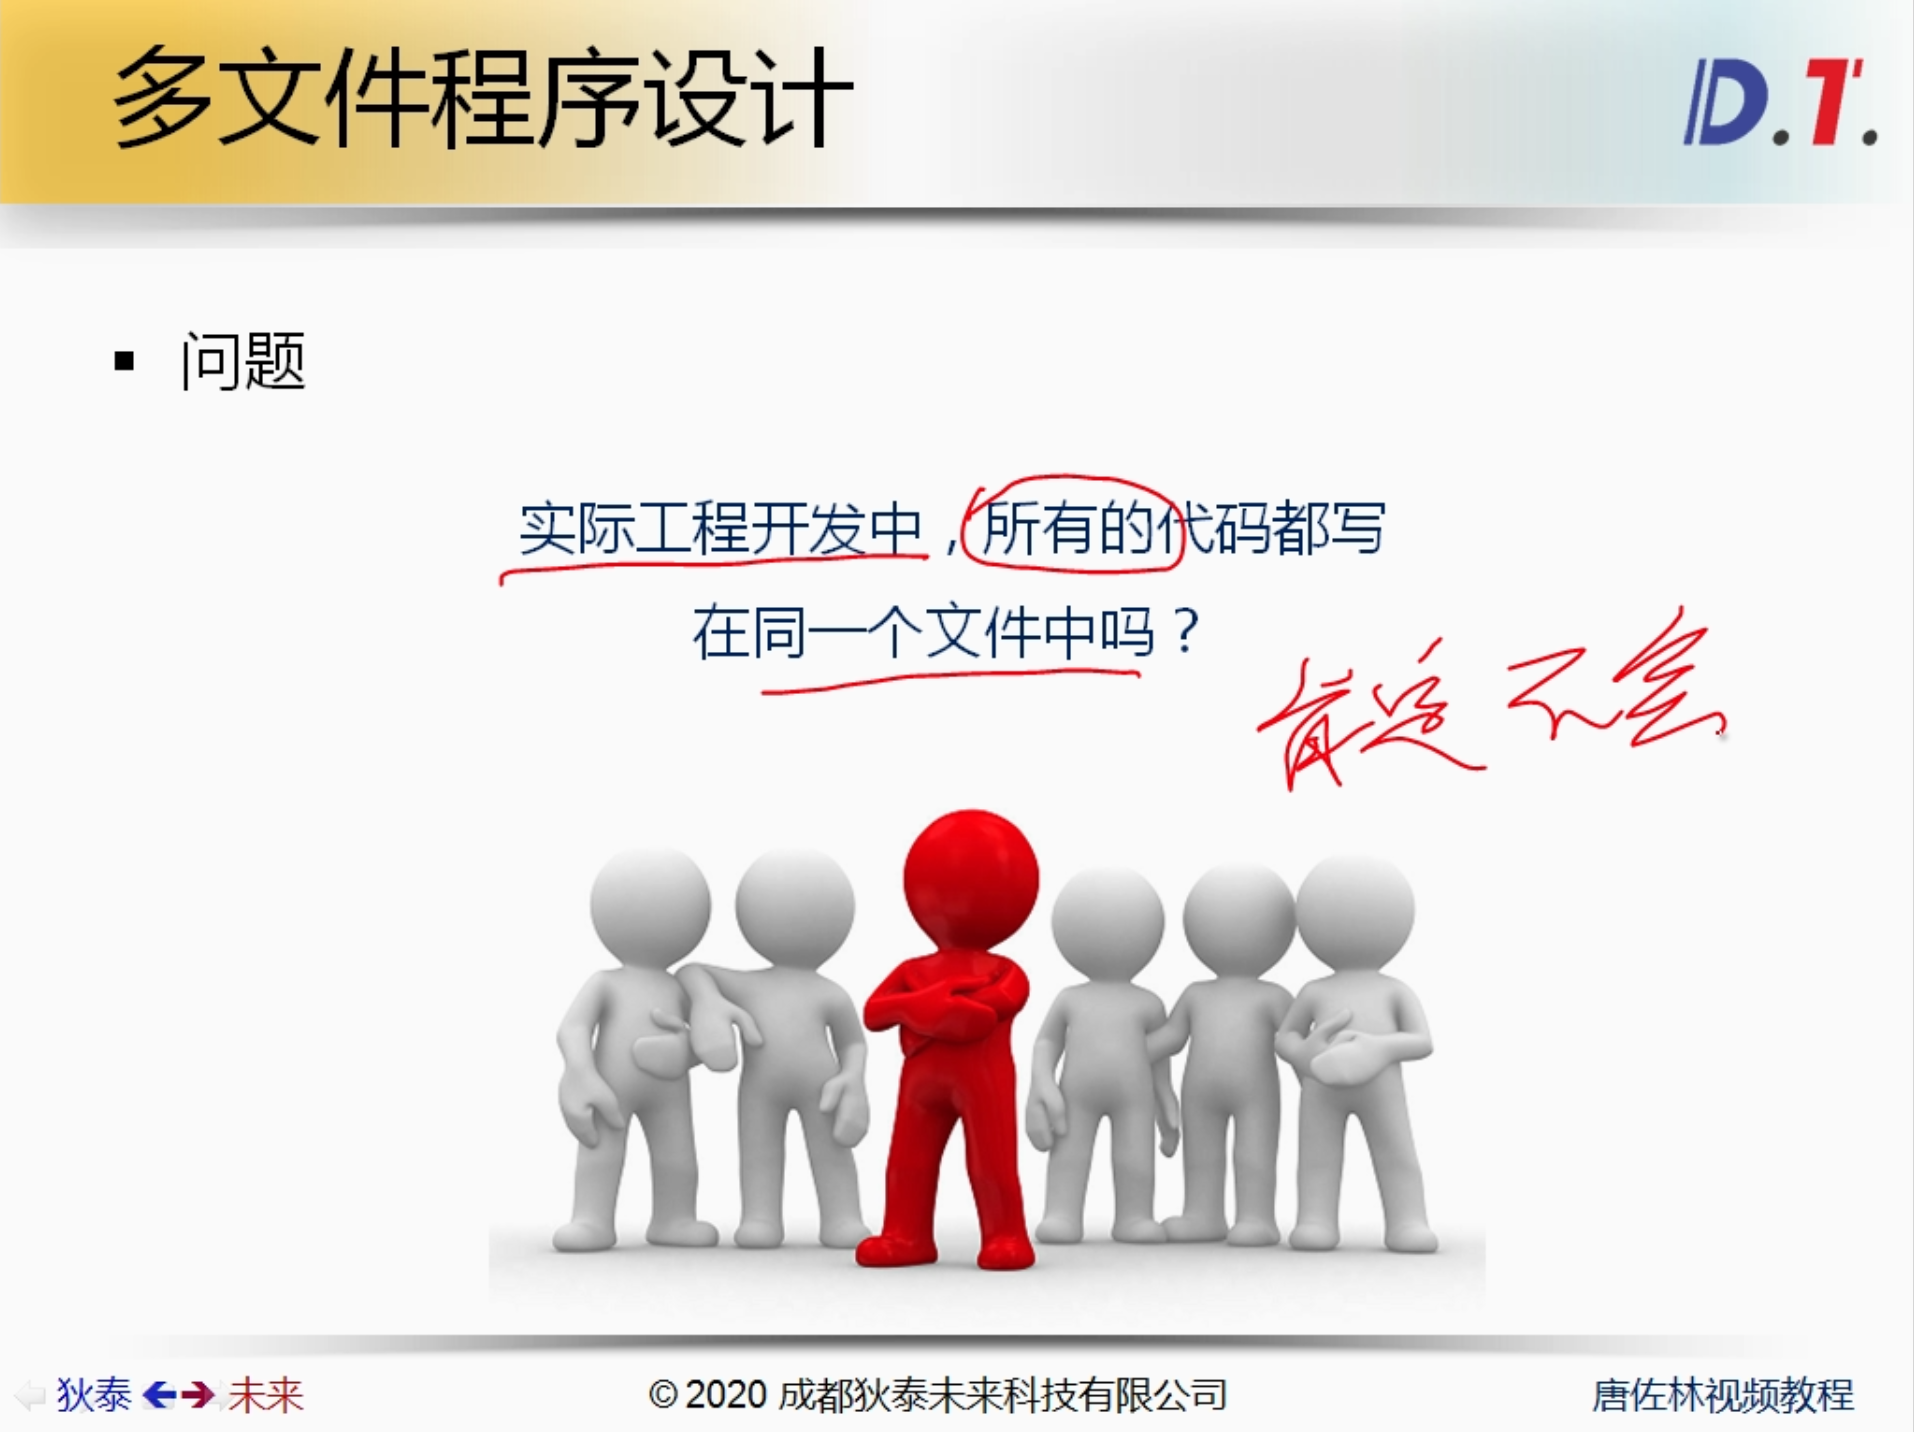 多文件程序设计
D.T.
▪ 问题
实际工程开发中，所有的代码都写
在同一个文件中吗？
肯定不会
狄泰 未来
© 2020 成都狄泰未来科技有限公司
唐佐林视频教程